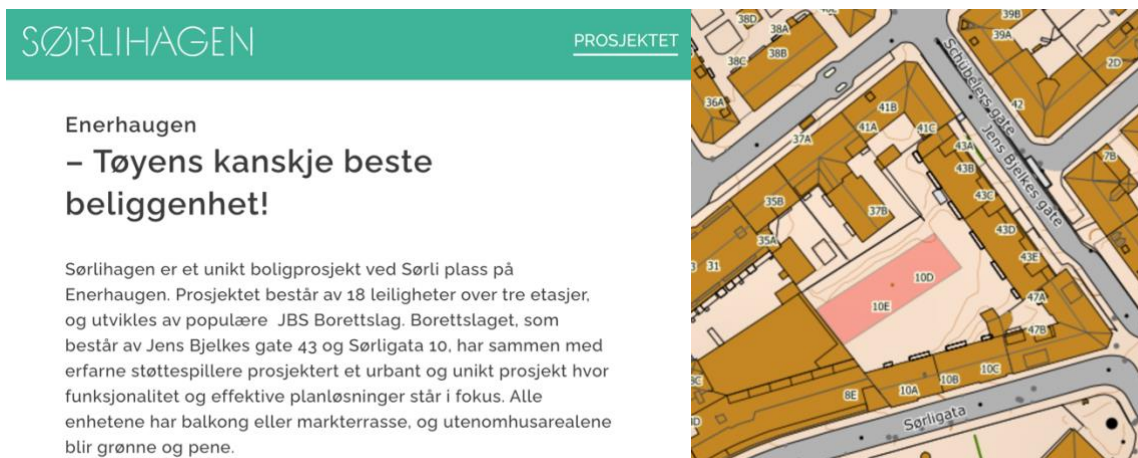 SØRLIHAGEN
PROSJEKTET
Enerhaugen
– Tøyens kanskje beste
beliggenhet!
Sørlihagen er et unikt boligprosjekt ved Sørli plass på
Enerhaugen. Prosjektet består av 18 leiligheter over tre etasjer,
og utvikles av populære  JBS Borettslag. Borettslaget, som
består av Jens Bjelkes gate 43 og Sørligata 10, har sammen med
erfarne støttespillere prosjektert et urbant og unikt prosjekt hvor
funksjonalitet og effektive planløsninger står i fokus. Alle
enhetene har balkong eller markterrasse, og utenomhusarealene
blir grønne og pene.
38D
38A
38B
38C
36A
39B
39A
2D
42
Schübelers gate
Jens Bjelkes gate
41B
41A
41C
37A
43A
43B
43C
7B
35B
37B
35A
43D
43E
31
10D
10E
47A
47B
10C
10B
10A
8E
Sørligata